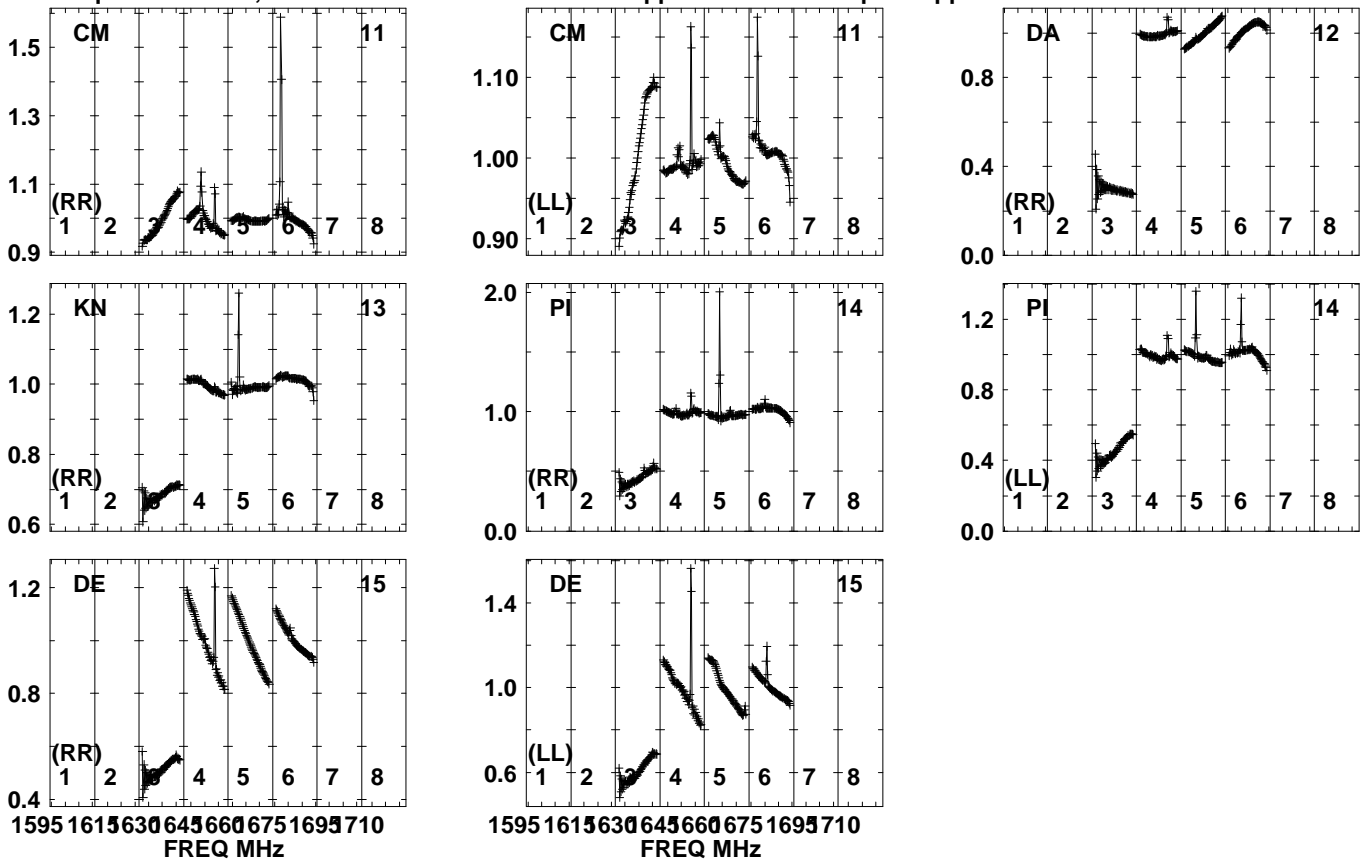 CM 11
1.5
1.3
1.1
0.9
(RR)
1 2 3 4 5 6 7 8
CM 11
1.10
1.00
0.90
(LL)
1 2 3 4 5 6 7 8
DA 12
0.8
0.4
0.0
(RR)
1 2 3 4 5 6 7 8
KN 13
1.2
1.0
0.8
0.6
(RR)
1 2 3 4 5 6 7 8
PI 14
2.0
1.0
0.0
(RR)
1 2 3 4 5 6 7 8
PI 14
1.2
0.8
0.4
0.0
(LL)
1 2 3 4 5 6 7 8
DE 15
1.2
0.8
0.4
(RR)
1 2 3 4 5 6 7 8
1595 1615 1630 1645 1660 1675 1695 1710
FREQ MHz
DE 15
1.4
1.0
0.6
(LL)
1 2 3 4 5 6 7 8
1595 1615 1630 1645 1660 1675 1695 1710
FREQ MHz